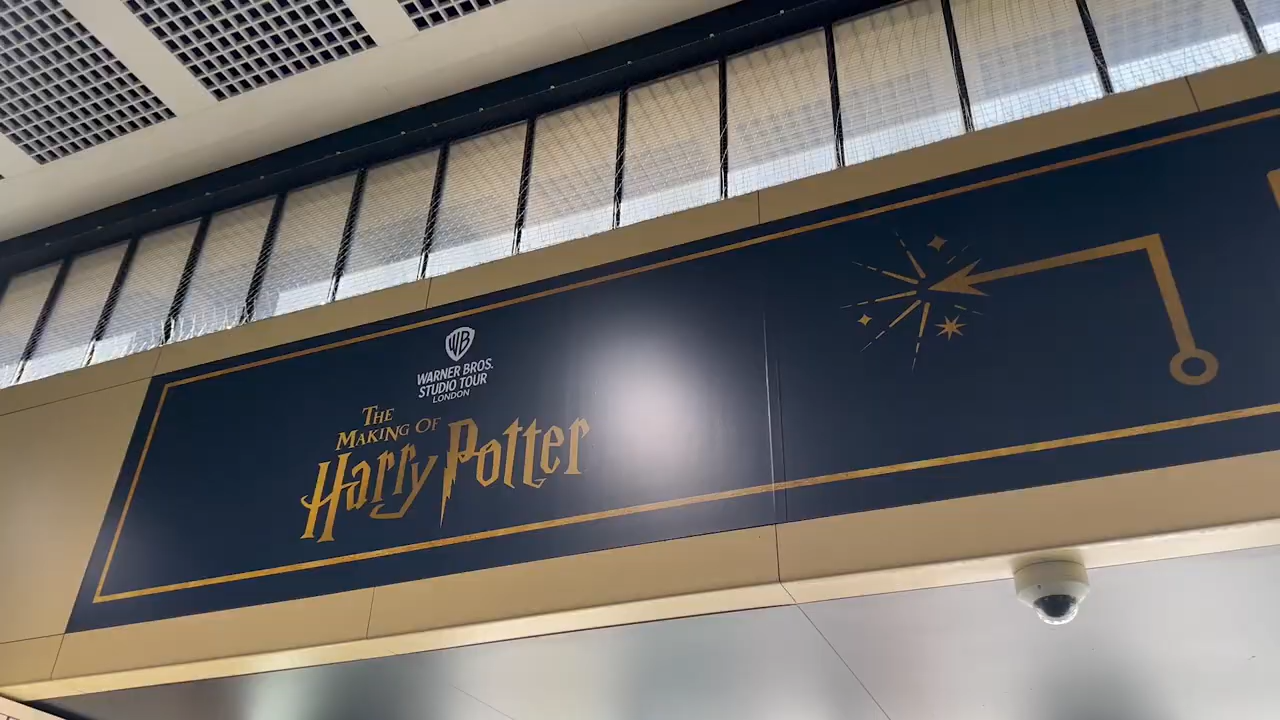 WB
WARNER BROS.
STUDIO TOUR
LONDON
THE
MAKING OF
Harry Potter